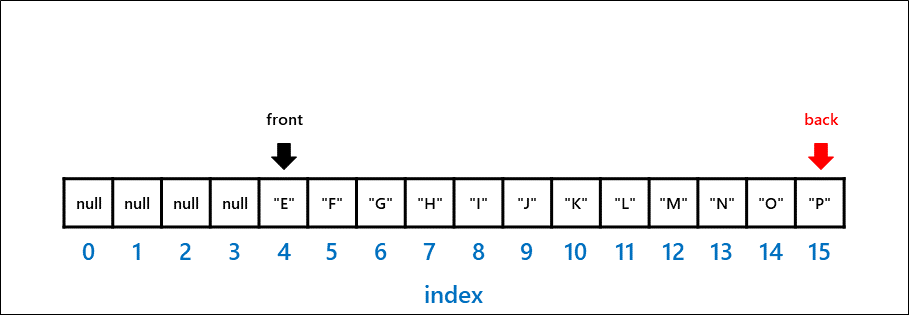 front back
null null null null "E" "F" "G" "H" "I" "J" "K" "L" "M" "N" "O" "P"
0 1 2 3 4 5 6 7 8 9 10 11 12 13 14 15
index